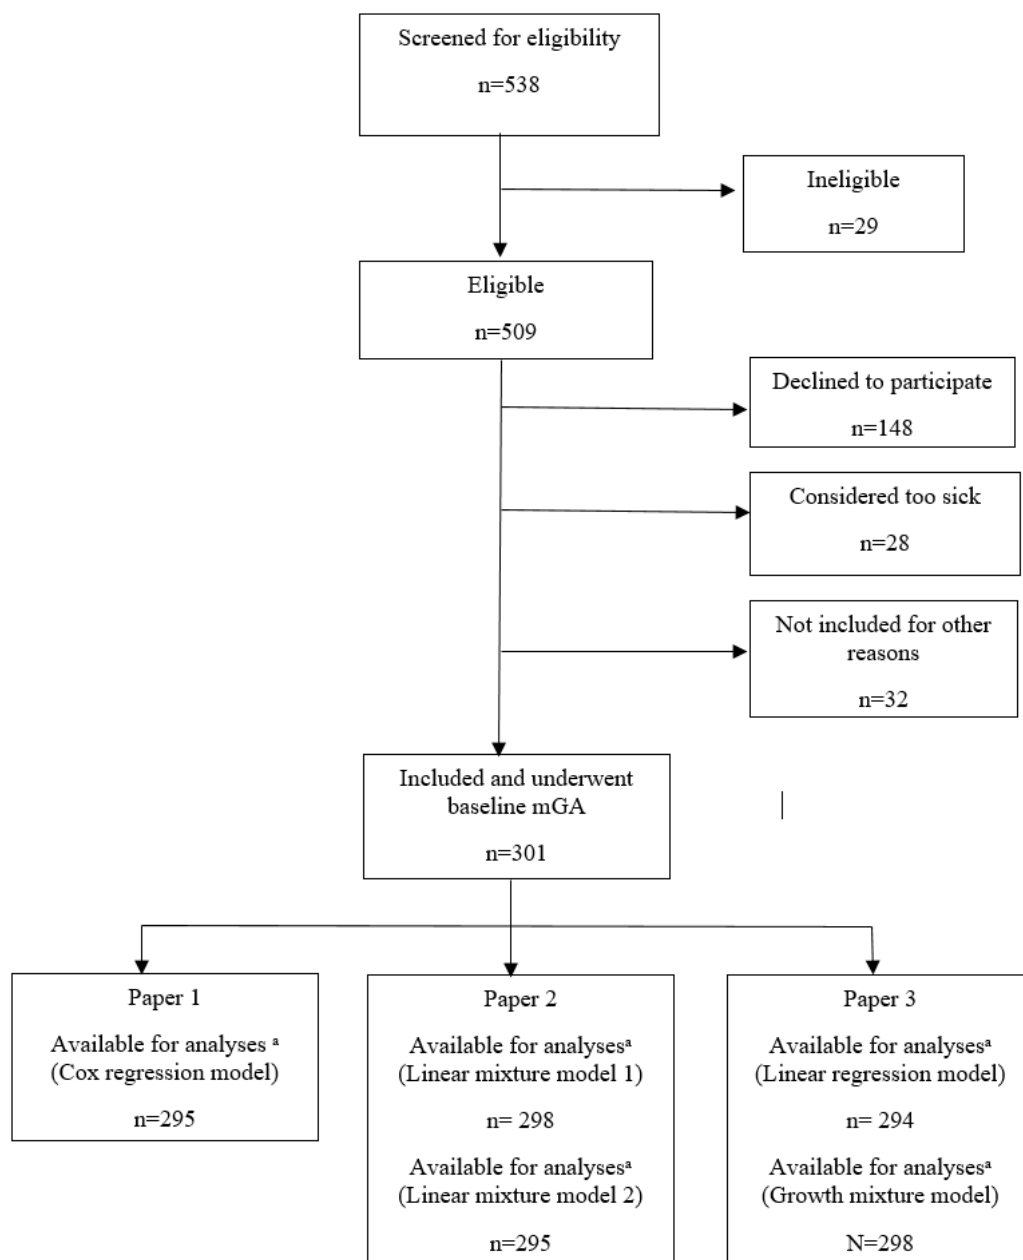 Screened for eligibility
n=538
Ineligible
n=29
Eligible
n=509
Declined to participate
n=148
Considered too sick
n=28
Not included for other
reasons
n=32
Included and underwent
baseline mGA
n=301
Paper 1
Available for analyses ᵃ
(Cox regression model)
n=295
Paper 2
Available for analysesᵃ
(Linear mixture model 1)
n= 298
Available for analysesᵃ
(Linear mixture model 2)
n=295
Paper 3
Available for analysesᵃ
(Linear regression model)
n= 294
Available for analysesᵃ
(Growth mixture model)
N=298